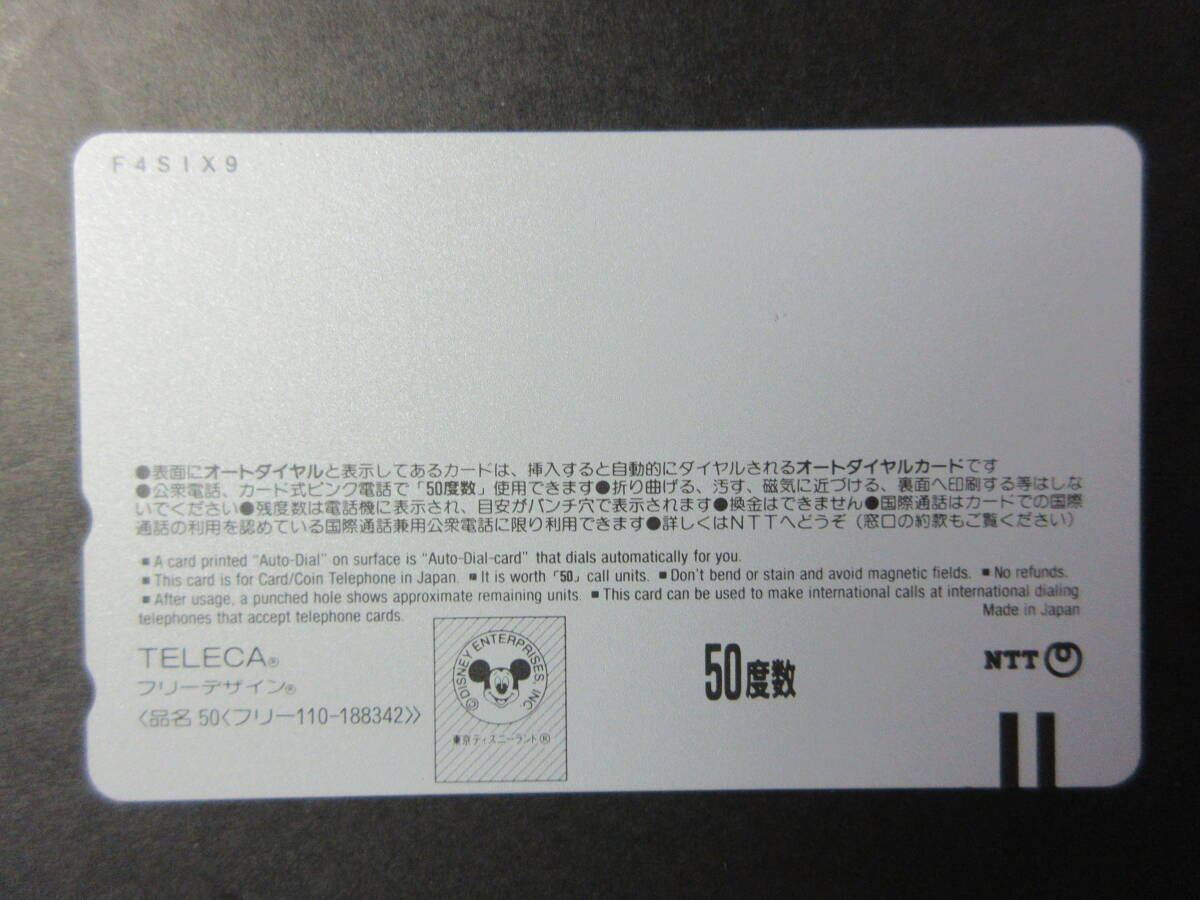 F4S1X9
●表面にオートダイヤルと表示してあるカードは、挿入すると自動的にダイヤルされるオートダイヤルカードです
●公衆電話、カード式ピンク電話で「50度数」使用できます●折り曲げる、汚す、磁気に近づける、裏面へ印刷する等はしな
いでください●残度数は電話機に表示され、目安がパンチ穴で表示されます●換金はできません●国際通話はカードでの国際
通話の利用を認めている国際通話兼用公衆電話に限り利用できます●詳しくはNTTへどうぞ（窓口の約款もご覧ください）
■ A card printed “Auto-Dial” on surface is “Auto-Dial-card” that dials automatically for you.
■ This card is for Card/Coin Telephone in Japan. ■ It is worth 「50」 call units. ■ Don't bend or stain and avoid magnetic fields. ■ No refunds.
■ After usage, a punched hole shows approximate remaining units. ■ This card can be used to make international calls at international dialing
telephones that accept telephone cards.
Made in Japan
TELECA®
フリーデザイン®
〈品名 50〈フリー110-188342〉〉
©DISNEY ENTERPRISES, INC
東京ディズニーランド®
50度数
NTT